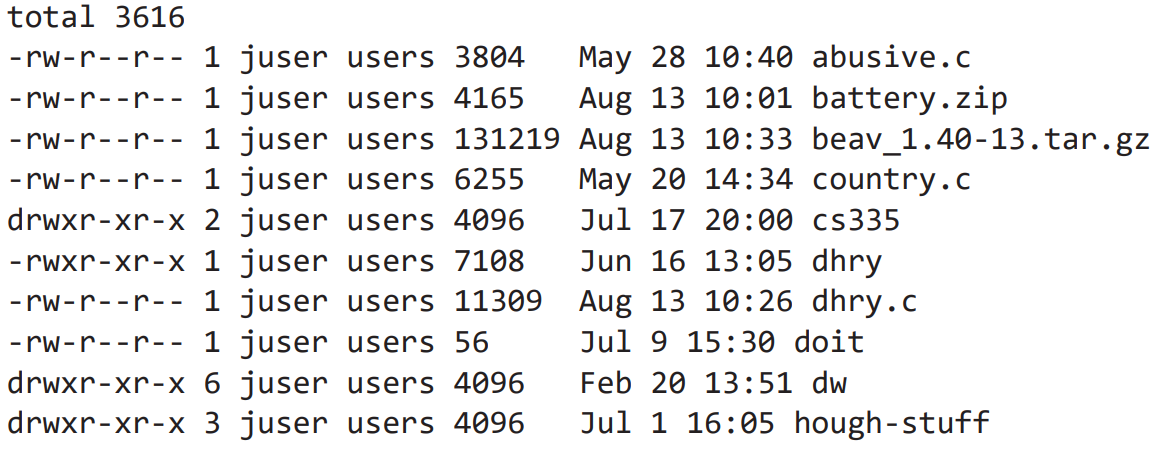 total 3616
-rw-r--r-- 1 juser users 3804 May 28 10:40 abusive.c
-rw-r--r-- 1 juser users 4165 Aug 13 10:01 battery.zip
-rw-r--r-- 1 juser users 131219 Aug 13 10:33 beav_1.40-13.tar.gz
-rw-r--r-- 1 juser users 6255 May 20 14:34 country.c
drwxr-xr-x 2 juser users 4096 Jul 17 20:00 cs335
-rwxr-xr-x 1 juser users 7108 Jun 16 13:05 dhry
-rw-r--r-- 1 juser users 11309 Aug 13 10:26 dhry.c
-rw-r--r-- 1 juser users 56 Jul 9 15:30 doit
drwxr-xr-x 6 juser users 4096 Feb 20 13:51 dw
drwxr-xr-x 3 juser users 4096 Jul 1 16:05 hough-stuff